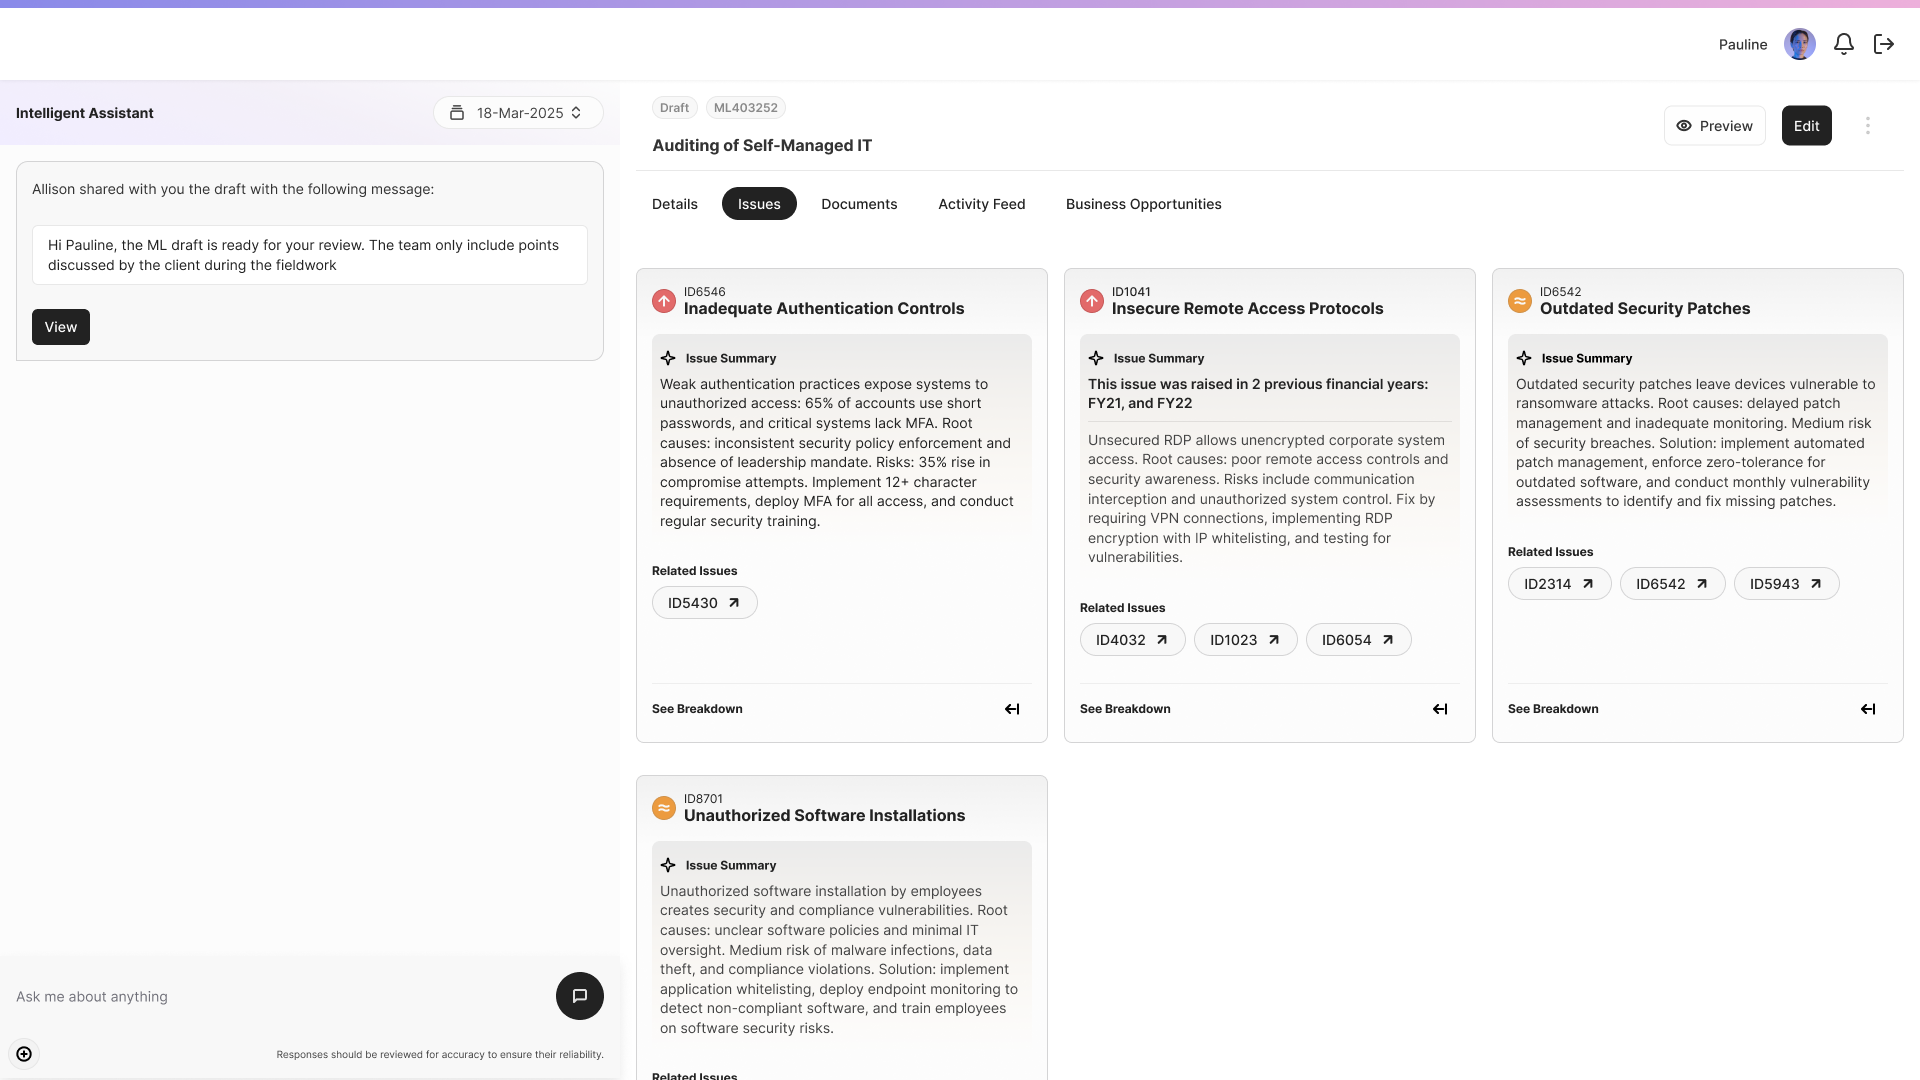 Pauline
Intelligent Assistant
18-Mar-2025
Allison shared with you the draft with the following message:
Hi Pauline, the ML draft is ready for your review. The team only include points
discussed by the client during the fieldwork
View
Ask me about anything
Responses should be reviewed for accuracy to ensure their reliability.
Draft
ML403252
Auditing of Self-Managed IT
Preview
Edit
Details
Issues
Documents
Activity Feed
Business Opportunities
ID6546
Inadequate Authentication Controls
Issue Summary
Weak authentication practices expose systems to
unauthorized access: 65% of accounts use short
passwords, and critical systems lack MFA. Root
causes: inconsistent security policy enforcement and
absence of leadership mandate. Risks: 35% rise in
compromise attempts. Implement 12+ character
requirements, deploy MFA for all access, and conduct
regular security training.
Related Issues
ID5430
See Breakdown
ID1041
Insecure Remote Access Protocols
Issue Summary
This issue was raised in 2 previous financial years:
FY21, and FY22
Unsecured RDP allows unencrypted corporate system
access. Root causes: poor remote access controls and
security awareness. Risks include communication
interception and unauthorized system control. Fix by
requiring VPN connections, implementing RDP
encryption with IP whitelisting, and testing for
vulnerabilities.
Related Issues
ID4032
ID1023
ID6054
See Breakdown
ID6542
Outdated Security Patches
Issue Summary
Outdated security patches leave devices vulnerable to
ransomware attacks. Root causes: delayed patch
management and inadequate monitoring. Medium risk
of security breaches. Solution: implement automated
patch management, enforce zero-tolerance for
outdated software, and conduct monthly vulnerability
assessments to identify and fix missing patches.
Related Issues
ID2314
ID6542
ID5943
See Breakdown
ID8701
Unauthorized Software Installations
Issue Summary
Unauthorized software installation by employees
creates security and compliance vulnerabilities. Root
causes: unclear software policies and minimal IT
oversight. Medium risk of malware infections, data
theft, and compliance violations. Solution: implement
application whitelisting, deploy endpoint monitoring to
detect non-compliant software, and train employees
on software security risks.
Related Issues